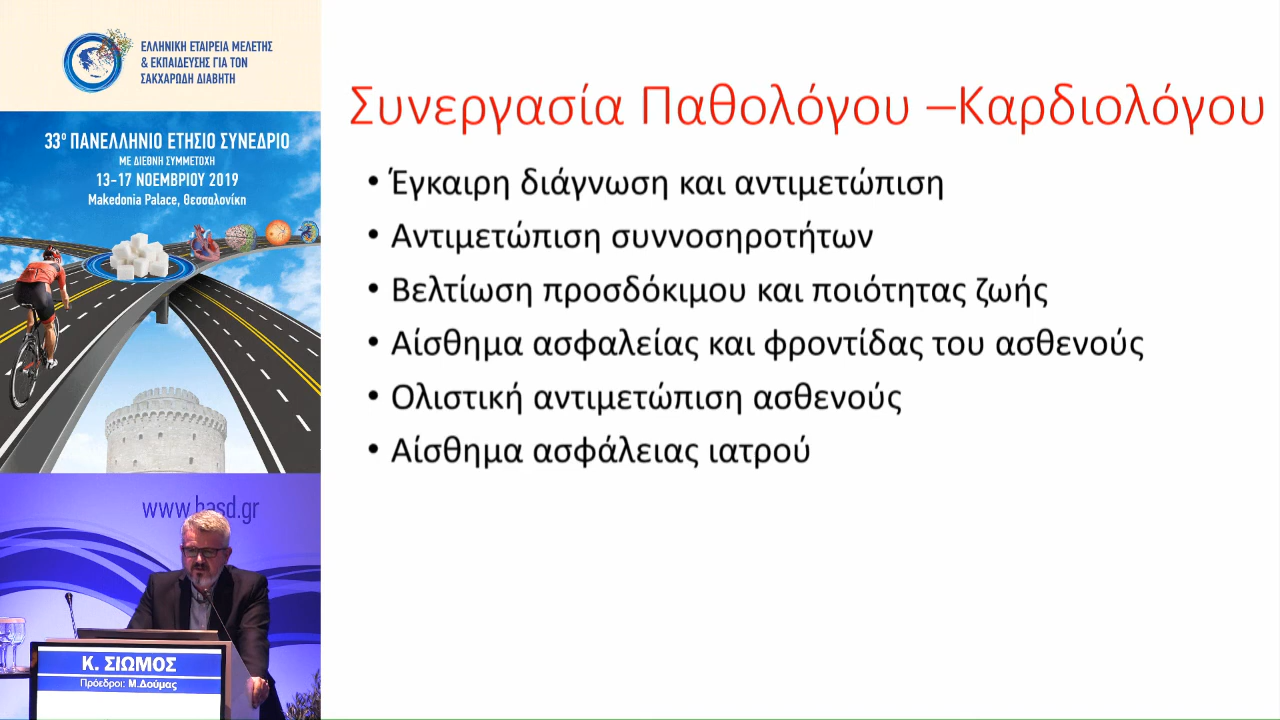 ΕΛΛΗΝΙΚΗ ΕΤΑΙΡΕΙΑ ΜΕΛΕΤΗΣ
& ΕΚΠΑΙΔΕΥΣΗΣ ΓΙΑ ΤΟΝ
ΣΑΚΧΑΡΩΔΗ ΔΙΑΒΗΤΗ
33ο ΠΑΝΕΛΛΗΝΙΟ ΕΤΗΣΙΟ ΣΥΝΕΔΡΙΟ
ΜΕ ΔΙΕΘΝΗ ΣΥΜΜΕΤΟΧΗ
13-17 ΝΟΕΜΒΡΙΟΥ 2019
Makedonia Palace, Θεσσαλονίκη
Συνεργασία Παθολόγου –Καρδιολόγου
• Έγκαιρη διάγνωση και αντιμετώπιση
• Αντιμετώπιση συννοσηροτήτων
• Βελτίωση προσδόκιμου και ποιότητας ζωής
• Αίσθημα ασφαλείας και φροντίδας του ασθενούς
• Ολιστική αντιμετώπιση ασθενούς
• Αίσθημα ασφάλειας ιατρού
www.hasd.gr
Κ. ΣΙΩΜΟΣ
Πρόεδροι: Μ.Δούμας